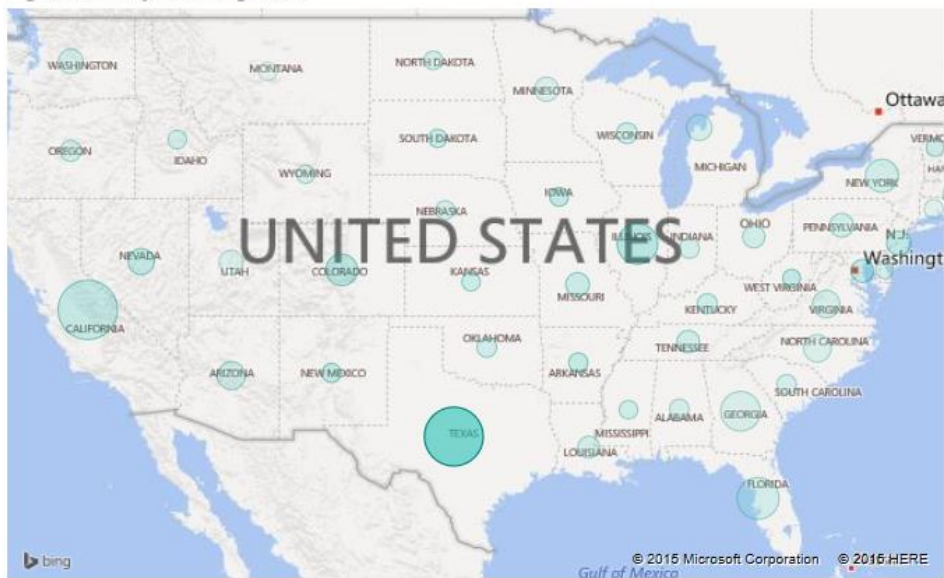 WASHINGTON
MONTANA
NORTH DAKOTA
MINNESOTA
Ottawa
OREGON
IDAHO
SOUTH DAKOTA
WISCONSIN
MICHIGAN
VERMO
WYOMING
NEW YORK
HA
IOWA
NEBRASKA
UNITED STATES
NEVADA
UTAH
COLORADO
KANSAS
ILLINOIS
INDIANA
OHIO
PENNSYLVANIA
N.J.
Washingt
MISSOURI
WEST VIRGINIA
KENTUCKY
VIRGINIA
CALIFORNIA
OKLAHOMA
TENNESSEE
NORTH CAROLINA
ARIZONA
NEW MEXICO
ARKANSAS
SOUTH CAROLINA
TEXAS
MISSISSIPPI
ALABAMA
GEORGIA
LOUISIANA
FLORIDA
bing
© 2015 Microsoft Corporation © 2015 HERE
Gulf of Mexico